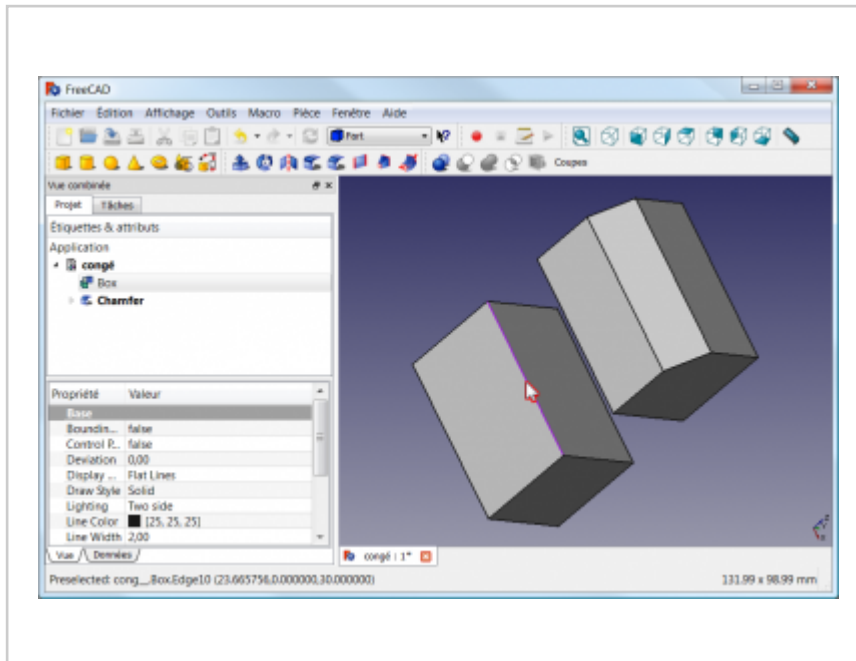 FreeCAD
Fichier Édition Affichage Outils Macro Pièce Fenêtre Aide
Part
Coupes
Vue combinée
Projet Tâches
Étiquettes & attributs
Application
congé
Box
Chamfer
Propriété Valeur
Base
Boundin... false
Control P... false
Deviation 0,00
Display ... Flat Lines
Draw Style Solid
Lighting Two side
Line Color [25, 25, 25]
Line Width 2,00
Vue Données
congé : 1*
Preselected: cong__.Box.Edge10 (23.665756,0.000000,30.000000) 131.99 x 98.99 mm